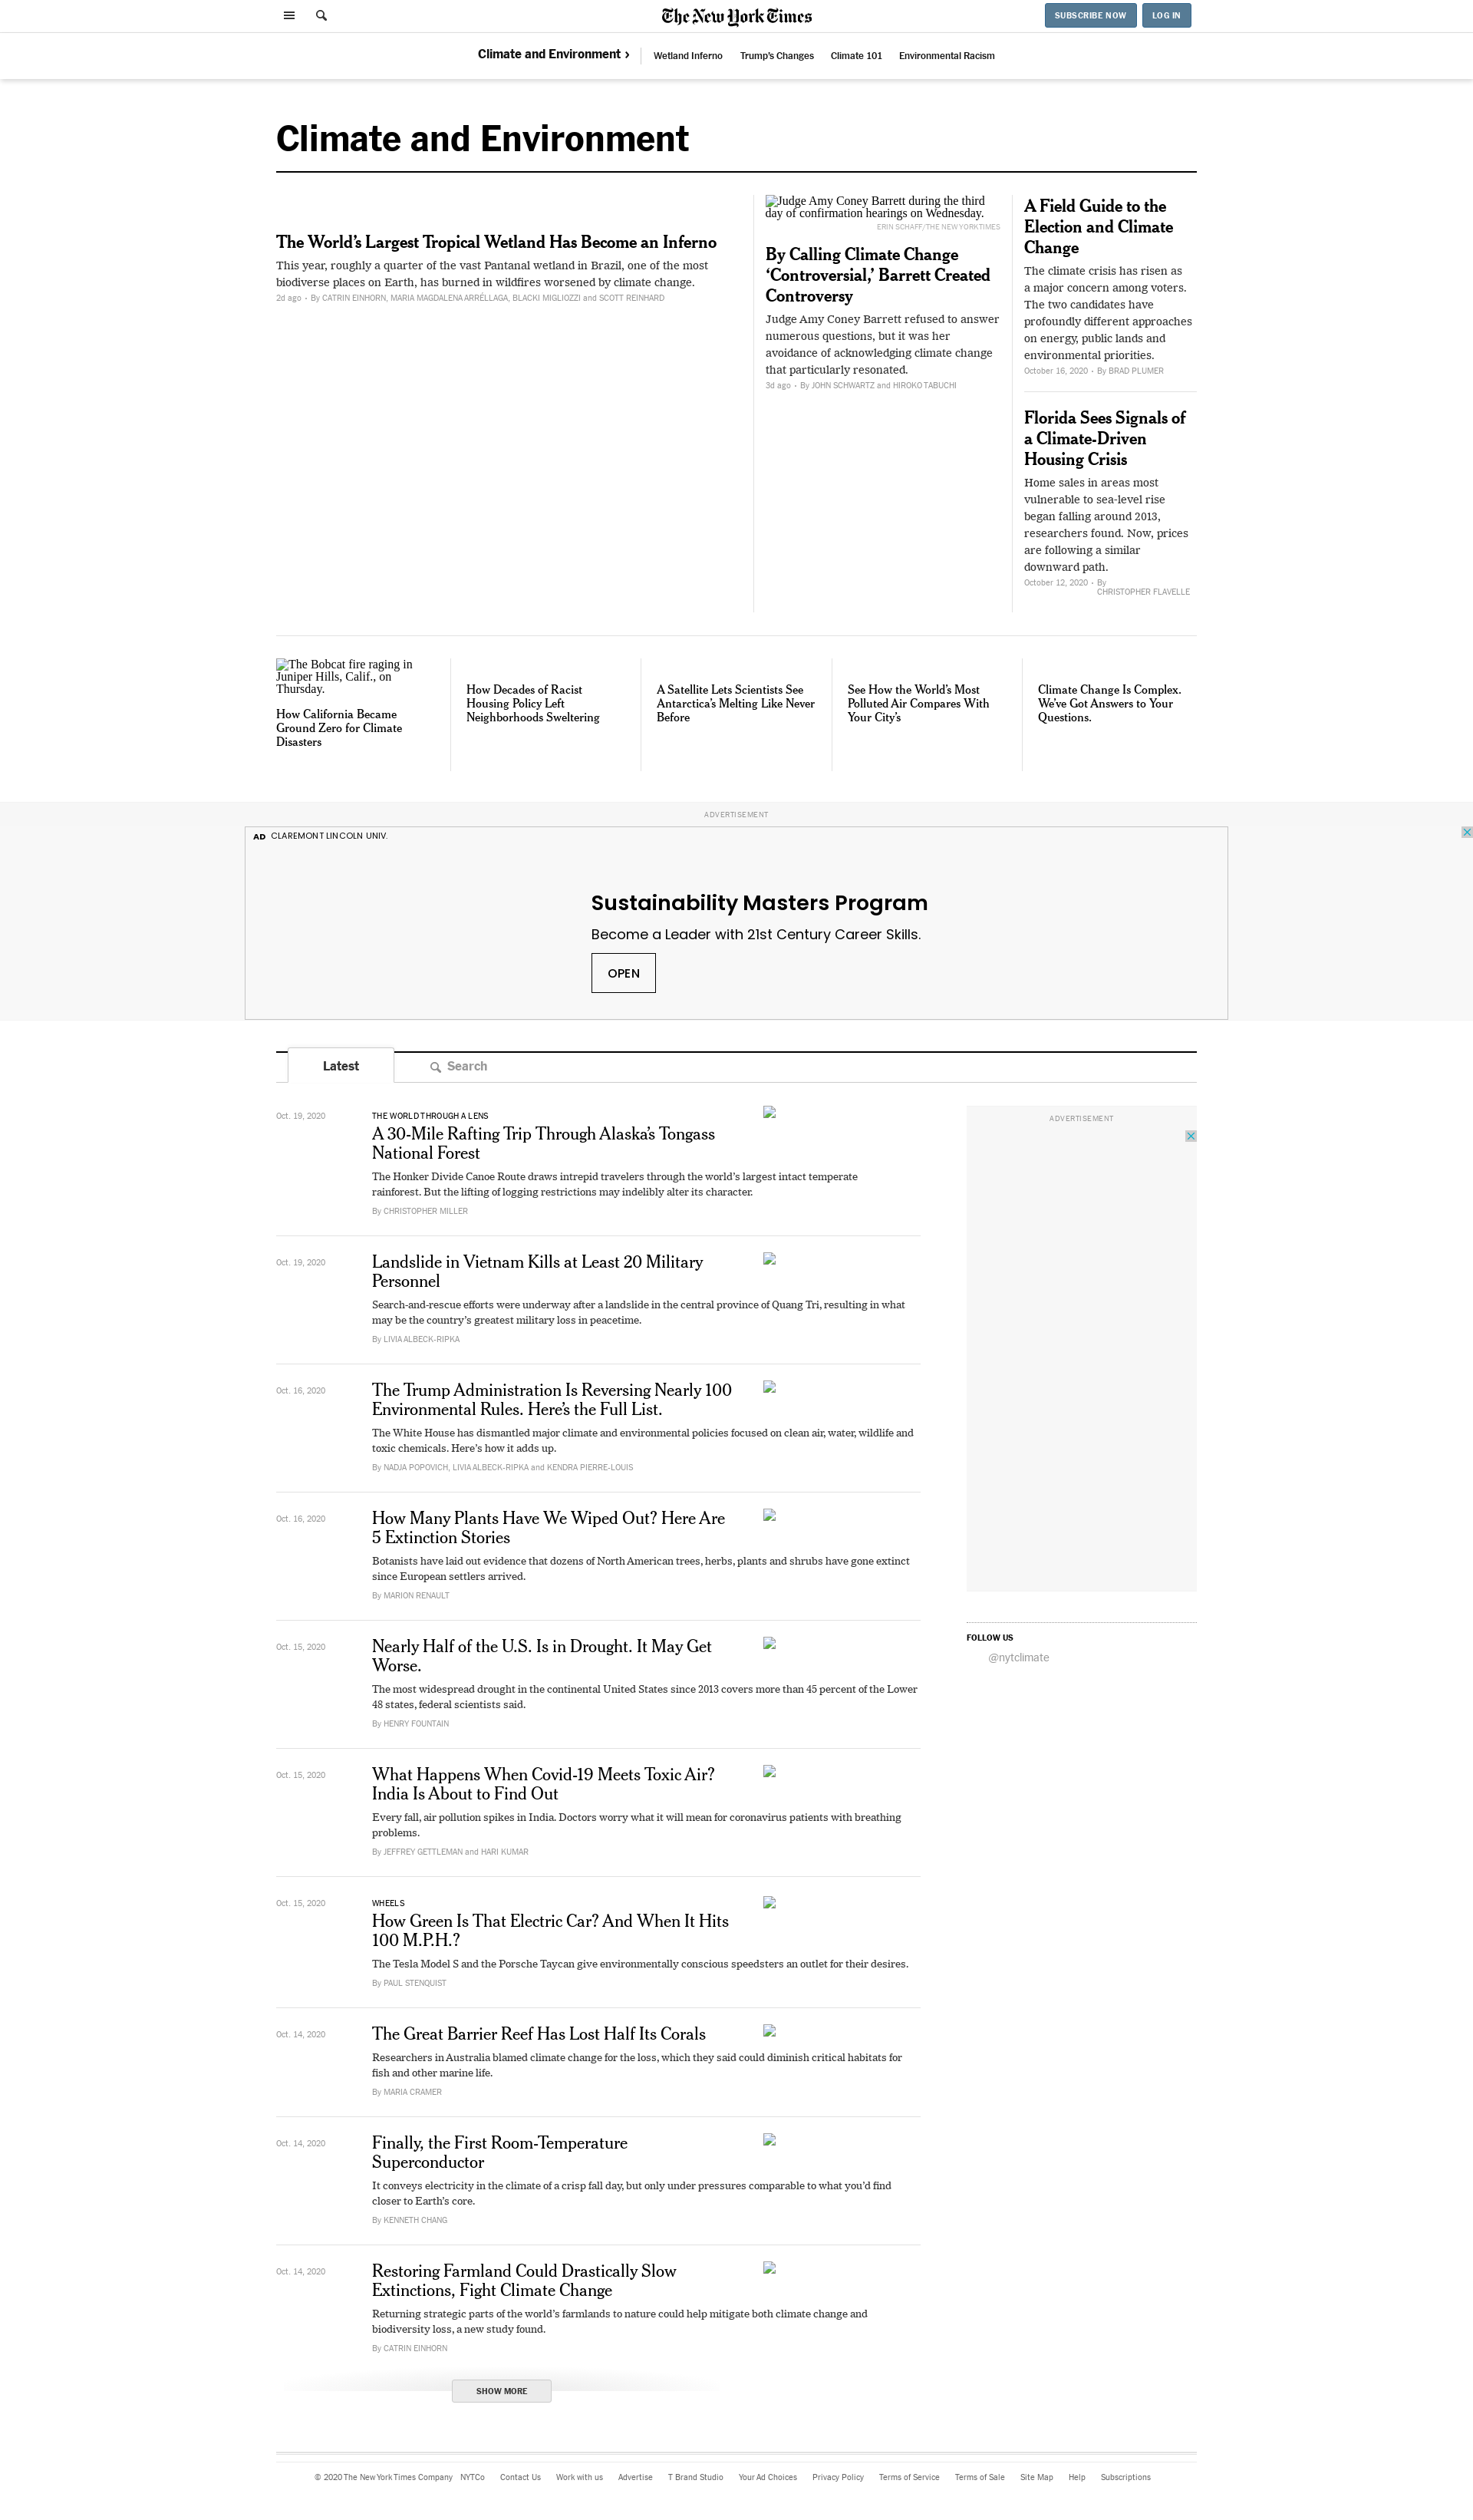 The New York Times
SUBSCRIBE NOW
LOG IN
Climate and Environment ›
Wetland Inferno
Trump's Changes
Climate 101
Environmental Racism
Climate and Environment
The World's Largest Tropical Wetland Has Become an Inferno
This year, roughly a quarter of the vast Pantanal wetland in Brazil, one of the most
biodiverse places on Earth, has burned in wildfires worsened by climate change.
2d ago • By CATRIN EINHORN, MARIA MAGDALENA ARRÉLLAGA, BLACKI MIGLIOZZI and SCOTT REINHARD
Judge Amy Coney Barrett during the third
day of confirmation hearings on Wednesday.
ERIN SCHAFF/THE NEW YORK TIMES
By Calling Climate Change
‘Controversial,’ Barrett Created
Controversy
Judge Amy Coney Barrett refused to answer
numerous questions, but it was her
avoidance of acknowledging climate change
that particularly resonated.
3d ago • By JOHN SCHWARTZ and HIROKO TABUCHI
A Field Guide to the
Election and Climate
Change
The climate crisis has risen as
a major concern among voters.
The two candidates have
profoundly different approaches
on energy, public lands and
environmental priorities.
October 16, 2020 • By BRAD PLUMER
Florida Sees Signals of
a Climate-Driven
Housing Crisis
Home sales in areas most
vulnerable to sea-level rise
began falling around 2013,
researchers found. Now, prices
are following a similar
downward path.
October 12, 2020 • By
CHRISTOPHER FLAVELLE
The Bobcat fire raging in
Juniper Hills, Calif., on
Thursday.
How California Became
Ground Zero for Climate
Disasters
How Decades of Racist
Housing Policy Left
Neighborhoods Sweltering
A Satellite Lets Scientists See
Antarctica's Melting Like Never
Before
See How the World's Most
Polluted Air Compares With
Your City's
Climate Change Is Complex.
We've Got Answers to Your
Questions.
ADVERTISEMENT
AD CLAREMONT LINCOLN UNIV.
Sustainability Masters Program
Become a Leader with 21st Century Career Skills.
OPEN
Latest
Search
Oct. 19, 2020
THE WORLD THROUGH A LENS
A 30-Mile Rafting Trip Through Alaska's Tongass
National Forest
The Honker Divide Canoe Route draws intrepid travelers through the world's largest intact temperate
rainforest. But the lifting of logging restrictions may indelibly alter its character.
By CHRISTOPHER MILLER
Oct. 19, 2020
Landslide in Vietnam Kills at Least 20 Military
Personnel
Search-and-rescue efforts were underway after a landslide in the central province of Quang Tri, resulting in what
may be the country's greatest military loss in peacetime.
By LIVIA ALBECK-RIPKA
Oct. 16, 2020
The Trump Administration Is Reversing Nearly 100
Environmental Rules. Here's the Full List.
The White House has dismantled major climate and environmental policies focused on clean air, water, wildlife and
toxic chemicals. Here's how it adds up.
By NADJA POPOVICH, LIVIA ALBECK-RIPKA and KENDRA PIERRE-LOUIS
Oct. 16, 2020
How Many Plants Have We Wiped Out? Here Are
5 Extinction Stories
Botanists have laid out evidence that dozens of North American trees, herbs, plants and shrubs have gone extinct
since European settlers arrived.
By MARION RENAULT
Oct. 15, 2020
Nearly Half of the U.S. Is in Drought. It May Get
Worse.
The most widespread drought in the continental United States since 2013 covers more than 45 percent of the Lower
48 states, federal scientists said.
By HENRY FOUNTAIN
Oct. 15, 2020
What Happens When Covid-19 Meets Toxic Air?
India Is About to Find Out
Every fall, air pollution spikes in India. Doctors worry what it will mean for coronavirus patients with breathing
problems.
By JEFFREY GETTLEMAN and HARI KUMAR
Oct. 15, 2020
WHEELS
How Green Is That Electric Car? And When It Hits
100 M.P.H.?
The Tesla Model S and the Porsche Taycan give environmentally conscious speedsters an outlet for their desires.
By PAUL STENQUIST
Oct. 14, 2020
The Great Barrier Reef Has Lost Half Its Corals
Researchers in Australia blamed climate change for the loss, which they said could diminish critical habitats for
fish and other marine life.
By MARIA CRAMER
Oct. 14, 2020
Finally, the First Room-Temperature
Superconductor
It conveys electricity in the climate of a crisp fall day, but only under pressures comparable to what you'd find
closer to Earth's core.
By KENNETH CHANG
Oct. 14, 2020
Restoring Farmland Could Drastically Slow
Extinctions, Fight Climate Change
Returning strategic parts of the world's farmlands to nature could help mitigate both climate change and
biodiversity loss, a new study found.
By CATRIN EINHORN
SHOW MORE
ADVERTISEMENT
FOLLOW US
@nytclimate
© 2020 The New York Times Company
NYTCo
Contact Us
Work with us
Advertise
T Brand Studio
Your Ad Choices
Privacy Policy
Terms of Service
Terms of Sale
Site Map
Help
Subscriptions